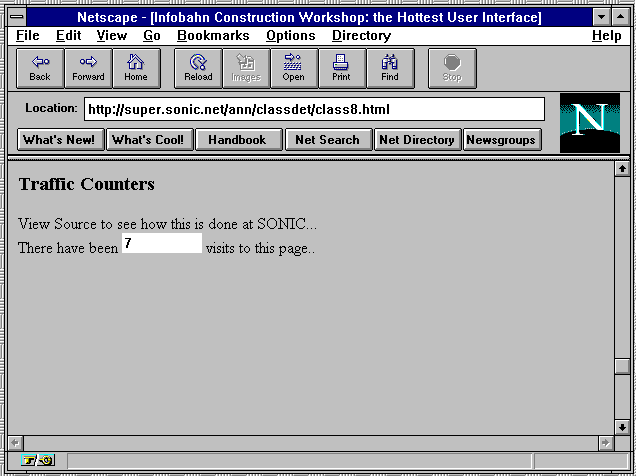 Netscape - [Infobahn Construction Workshop: the Hottest User Interface]
File Edit View Go Bookmarks Options Directory Help
Back Forward Home Reload Images Open Print Find Stop
Location: http://super.sonic.net/ann/classdet/class8.html
N
What's New! What's Cool! Handbook Net Search Net Directory Newsgroups
Traffic Counters
View Source to see how this is done at SONIC...
There have been 7 visits to this page..